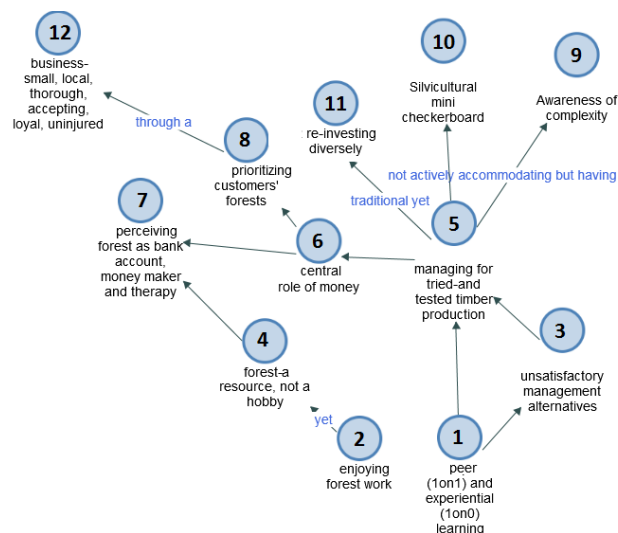 12
business-
small, local,
thorough,
accepting,
loyal, uninjured
10
Silvicultural
mini
checkerboard
9
Awareness of
complexity
11
: re-investing
diversely
through a
8
prioritizing
customers'
forests
not actively accommodating but having
traditional yet
7
perceiving
forest as bank
account,
money maker
and therapy
6
central
role of money
5
managing for
tried-and
tested timber
production
4
forest-a
resource, not a
hobby
3
unsatisfactory
management
alternatives
yet
2
enjoying
forest work
1
peer
(1on1) and
experiential
(1on0)
learning